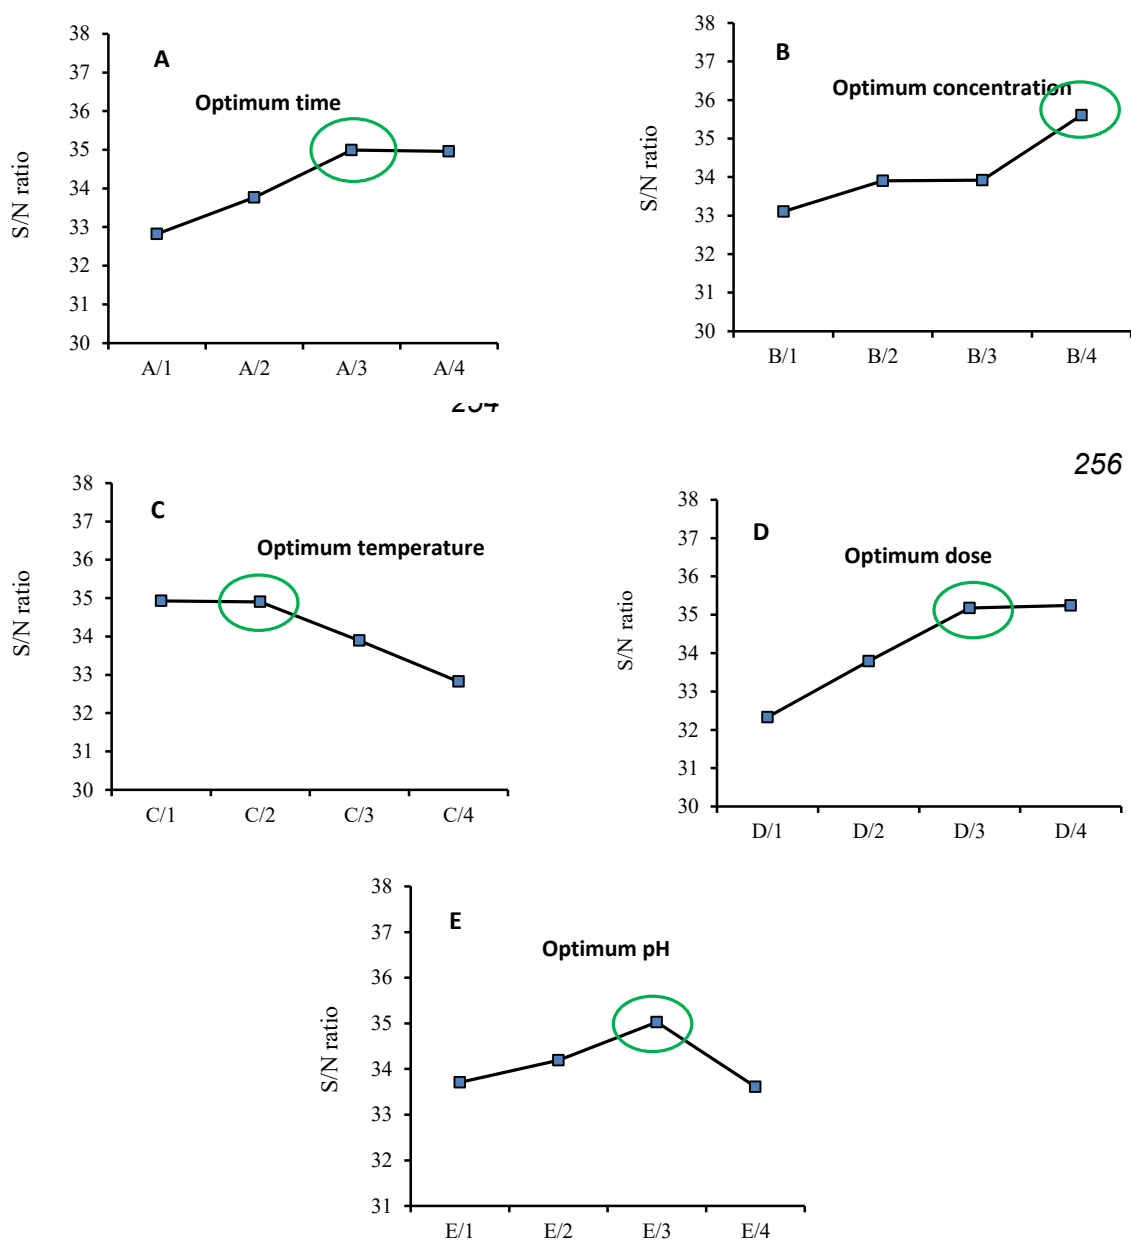 A
Optimum time
S/N ratio
38
37
36
35
34
33
32
31
30
A/1 A/2 A/3 A/4
B
Optimum concentration
S/N ratio
38
37
36
35
34
33
32
31
30
B/1 B/2 B/3 B/4
256
C
Optimum temperature
S/N ratio
38
37
36
35
34
33
32
31
30
C/1 C/2 C/3 C/4
D
Optimum dose
S/N ratio
38
37
36
35
34
33
32
31
30
D/1 D/2 D/3 D/4
E
Optimum pH
S/N ratio
38
37
36
35
34
33
32
31
E/1 E/2 E/3 E/4